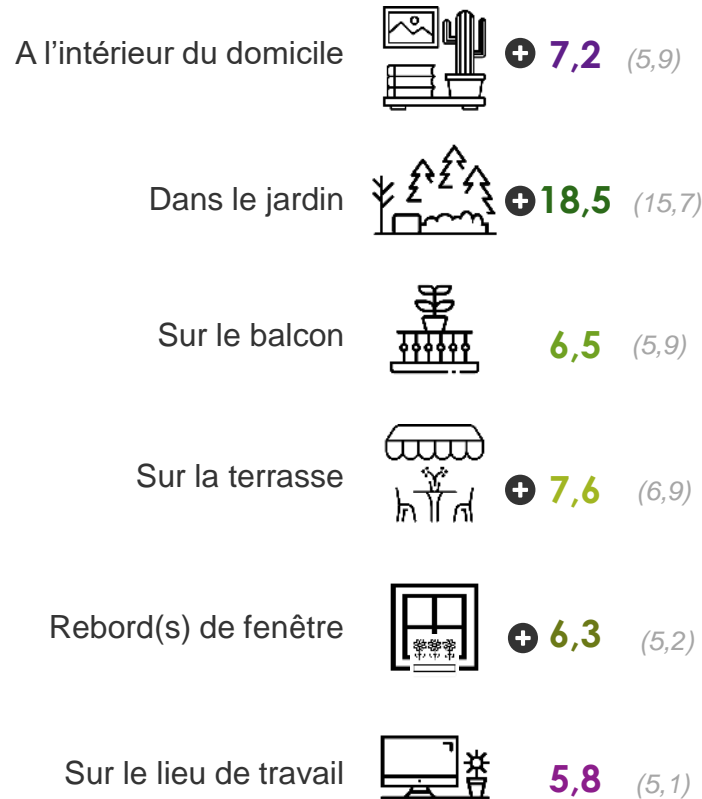 A l’intérieur du domicile + 7,2 (5,9)
Dans le jardin + 18,5 (15,7)
Sur le balcon 6,5 (5,9)
Sur la terrasse + 7,6 (6,9)
Rebord(s) de fenêtre + 6,3 (5,2)
Sur le lieu de travail 5,8 (5,1)